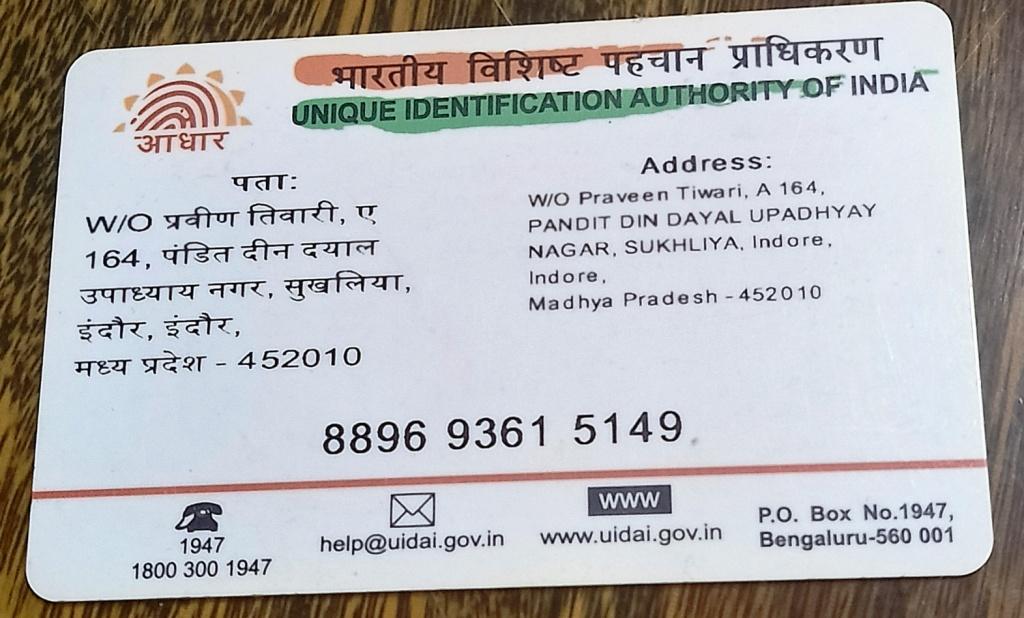 भारतीय विशिष्ट पहचान प्राधिकरण
UNIQUE IDENTIFICATION AUTHORITY OF INDIA
आधार
पता:
W/O प्रवीण तिवारी, ए
164, पंडित दीन दयाल
उपाध्याय नगर, सुखलिया,
इंदौर, इंदौर,
मध्य प्रदेश - 452010
Address:
W/O Praveen Tiwari, A 164,
PANDIT DIN DAYAL UPADHYAY
NAGAR, SUKHLIYA, Indore,
Indore,
Madhya Pradesh - 452010
8896 9361 5149
1947
1800 300 1947
help@uidai.gov.in
www
www.uidai.gov.in
P.O. Box No.1947,
Bengaluru-560 001